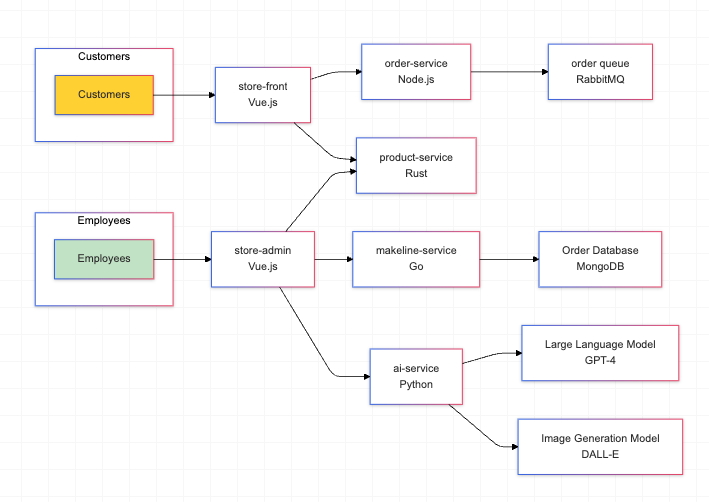 Customers
Customers
store-front
Vue.js
order-service
Node.js
order queue
RabbitMQ
product-service
Rust
Employees
Employees
store-admin
Vue.js
makeline-service
Go
Order Database
MongoDB
ai-service
Python
Large Language Model
GPT-4
Image Generation Model
DALL-E